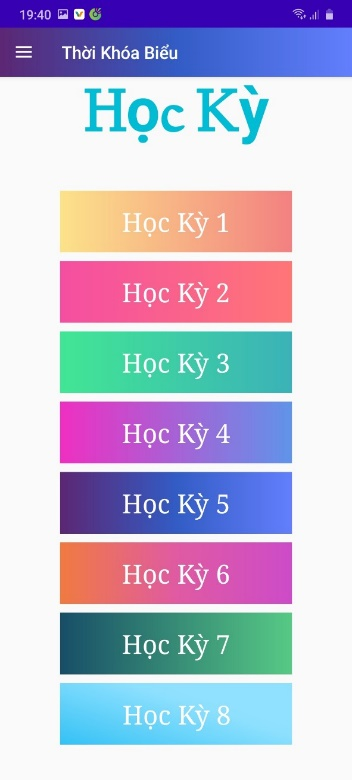 19:40
Thời Khóa Biểu
Học Kỳ
Học Kỳ 1
Học Kỳ 2
Học Kỳ 3
Học Kỳ 4
Học Kỳ 5
Học Kỳ 6
Học Kỳ 7
Học Kỳ 8